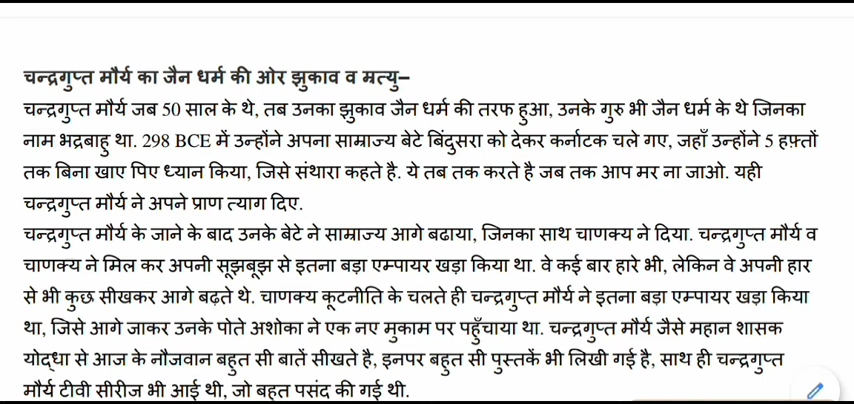 चन्द्रगुप्त मौर्य का जैन धर्म की ओर झुकाव व म्रत्यु–
चन्द्रगुप्त मौर्य जब 50 साल के थे, तब उनका झुकाव जैन धर्म की तरफ हुआ, उनके गुरु भी जैन धर्म के थे जिनका
नाम भद्रबाहु था. 298 BCE में उन्होंने अपना साम्राज्य बेटे बिंदुसरा को देकर कर्नाटक चले गए, जहाँ उन्होंने 5 हफ़्तों
तक बिना खाए पिए ध्यान किया, जिसे संथारा कहते है. ये तब तक करते है जब तक आप मर ना जाओ. यही
चन्द्रगुप्त मौर्य ने अपने प्राण त्याग दिए.
चन्द्रगुप्त मौर्य के जाने के बाद उनके बेटे ने साम्राज्य आगे बढाया, जिनका साथ चाणक्य ने दिया. चन्द्रगुप्त मौर्य व
चाणक्य ने मिल कर अपनी सूझबूझ से इतना बड़ा एम्पायर खड़ा किया था. वे कई बार हारे भी, लेकिन वे अपनी हार
से भी कुछ सीखकर आगे बढ़ते थे. चाणक्य कूटनीति के चलते ही चन्द्रगुप्त मौर्य ने इतना बड़ा एम्पायर खड़ा किया
था, जिसे आगे जाकर उनके पोते अशोका ने एक नए मुकाम पर पहुँचाया था. चन्द्रगुप्त मौर्य जैसे महान शासक
योद्धा से आज के नौजवान बहुत सी बातें सीखते है, इनपर बहुत सी पुस्तकें भी लिखी गई है, साथ ही चन्द्रगुप्त
मौर्य टीवी सीरीज भी आई थी, जो बहुत पसंद की गई थी.